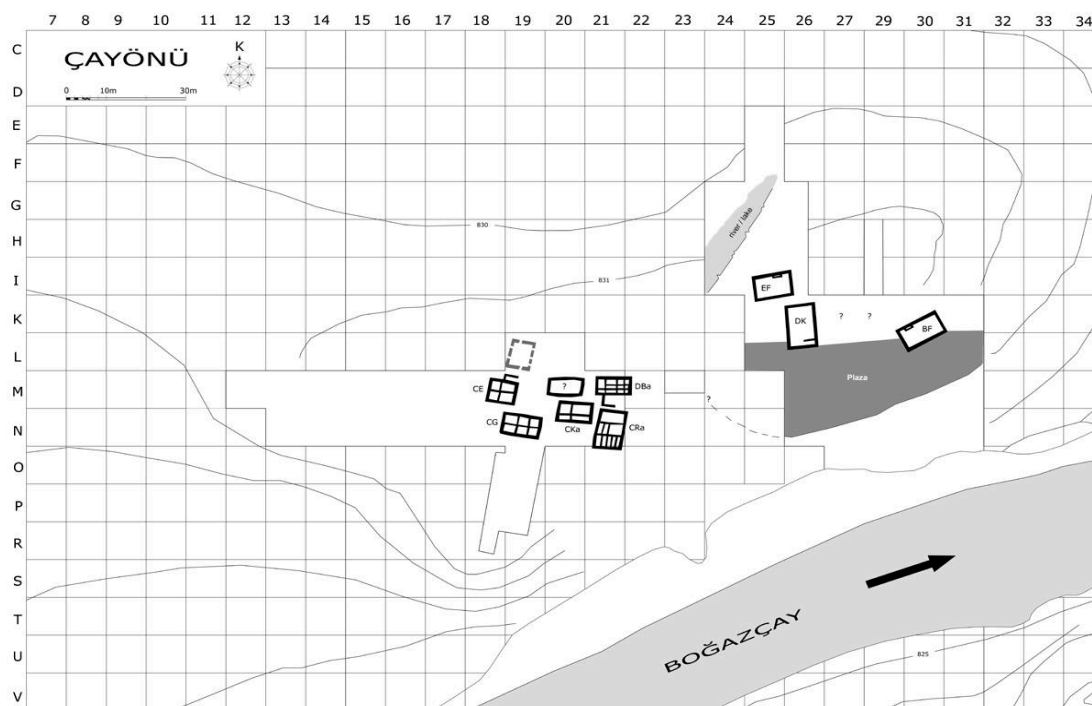 7 8 9 10 11 12 13 14 15 16 17 18 19 20 21 22 23 24 25 26 27 28 29 30 31 32 33 34
C
D
E
F
G
H
I
K
L
M
N
O
P
R
S
T
U
V
ÇAYÖNÜ
K
0 10m 30m
830
831
river / lake
EF
DK
?
?
BF
Plaza
CE
?
DBa
?
CG
CKa
CRa
BOĞAZÇAY
825